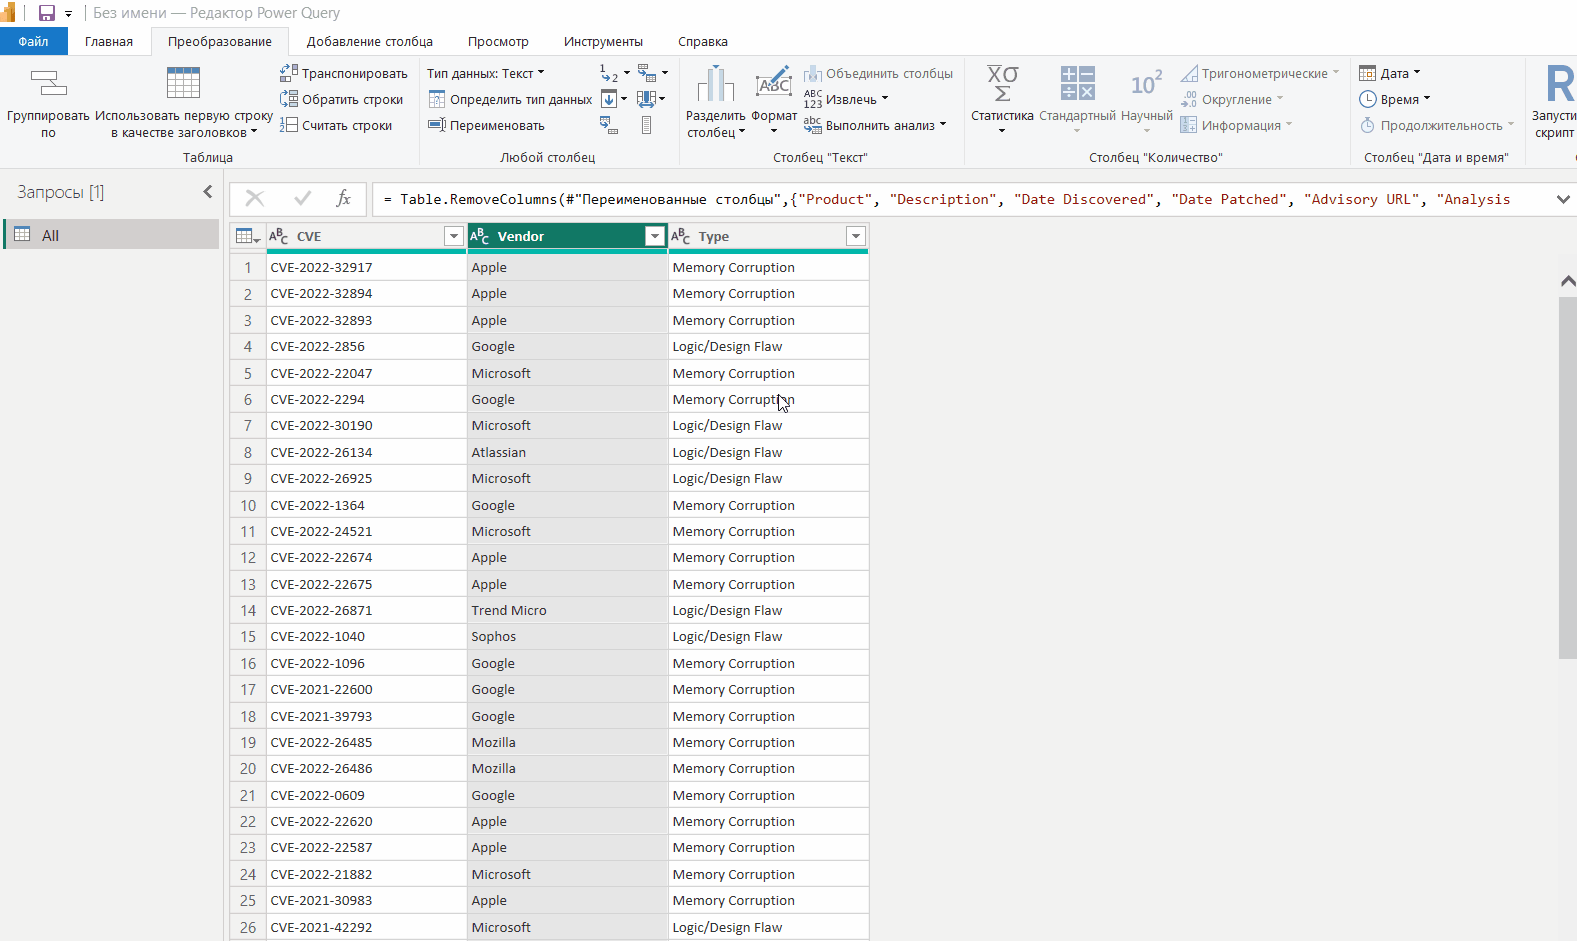 Без имени — Редактор Power Query
Файл Главная Преобразование Добавление столбца Просмотр Инструменты Справка
Группировать по
Использовать первую строку в качестве заголовков
Транспонировать
Обратить строки
Считать строки
Таблица
Тип данных: Текст
Определить тип данных
Переименовать
Любой столбец
Разделить столбец
Формат
Объединить столбцы
Извлечь
Выполнить анализ
Столбец "Текст"
Статистика
Стандартный
Научный
Тригонометрические
Округление
Информация
Столбец "Количество"
Дата
Время
Продолжительность
Столбец "Дата и время"
Запусти
скрипт
Запросы [1]
All
= Table.RemoveColumns(#"Переименованные столбцы",{"Product", "Description", "Date Discovered", "Date Patched", "Advisory URL", "Analysis
CVE Vendor Type
1 CVE-2022-32917 Apple Memory Corruption
2 CVE-2022-32894 Apple Memory Corruption
3 CVE-2022-32893 Apple Memory Corruption
4 CVE-2022-2856 Google Logic/Design Flaw
5 CVE-2022-22047 Microsoft Memory Corruption
6 CVE-2022-2294 Google Memory Corruption
7 CVE-2022-30190 Microsoft Logic/Design Flaw
8 CVE-2022-26134 Atlassian Logic/Design Flaw
9 CVE-2022-26925 Microsoft Logic/Design Flaw
10 CVE-2022-1364 Google Memory Corruption
11 CVE-2022-24521 Microsoft Memory Corruption
12 CVE-2022-22674 Apple Memory Corruption
13 CVE-2022-22675 Apple Memory Corruption
14 CVE-2022-26871 Trend Micro Logic/Design Flaw
15 CVE-2022-1040 Sophos Logic/Design Flaw
16 CVE-2022-1096 Google Memory Corruption
17 CVE-2021-22600 Google Memory Corruption
18 CVE-2021-39793 Google Memory Corruption
19 CVE-2022-26485 Mozilla Memory Corruption
20 CVE-2022-26486 Mozilla Memory Corruption
21 CVE-2022-0609 Google Memory Corruption
22 CVE-2022-22620 Apple Memory Corruption
23 CVE-2022-22587 Apple Memory Corruption
24 CVE-2022-21882 Microsoft Memory Corruption
25 CVE-2021-30983 Apple Memory Corruption
26 CVE-2021-42292 Microsoft Logic/Design Flaw